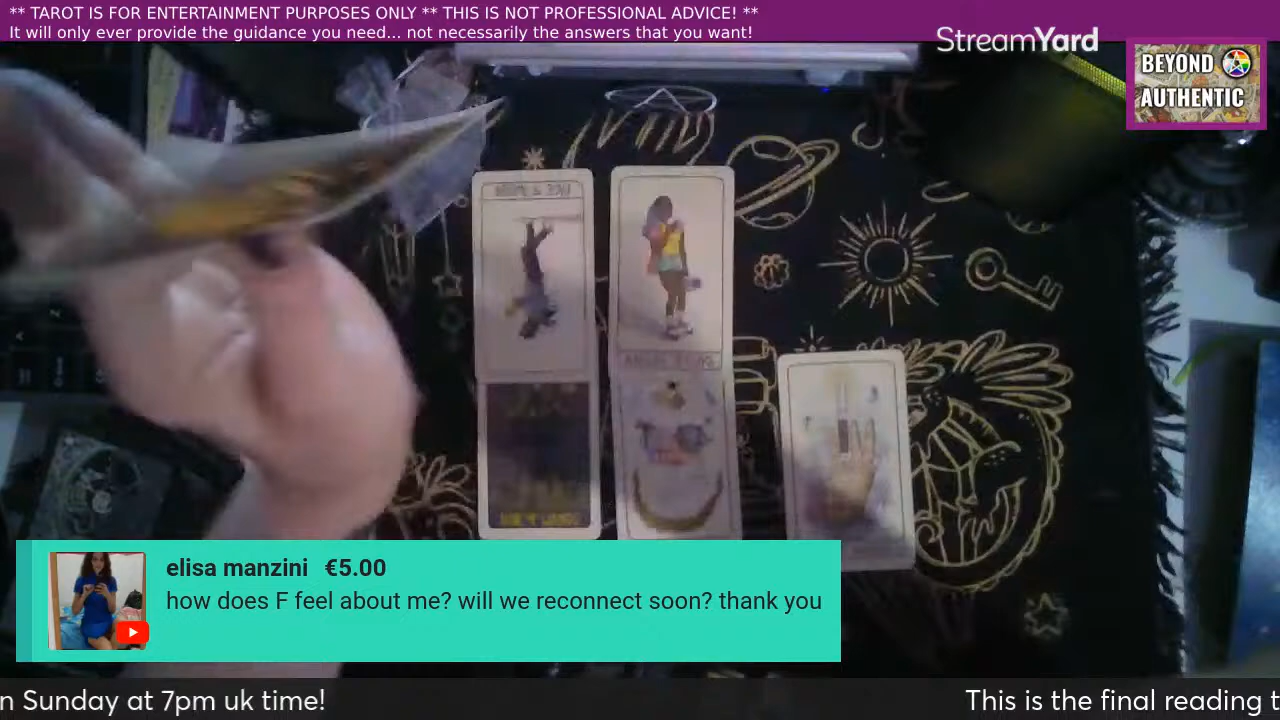 ** TAROT IS FOR ENTERTAINMENT PURPOSES ONLY ** THIS IS NOT PROFESSIONAL ADVICE! **
It will only ever provide the guidance you need... not necessarily the answers that you want!
StreamYard
BEYOND
AUTHENTIC
elisa manzini €5.00
how does F feel about me? will we reconnect soon? thank you
n Sunday at 7pm uk time!
This is the final reading t